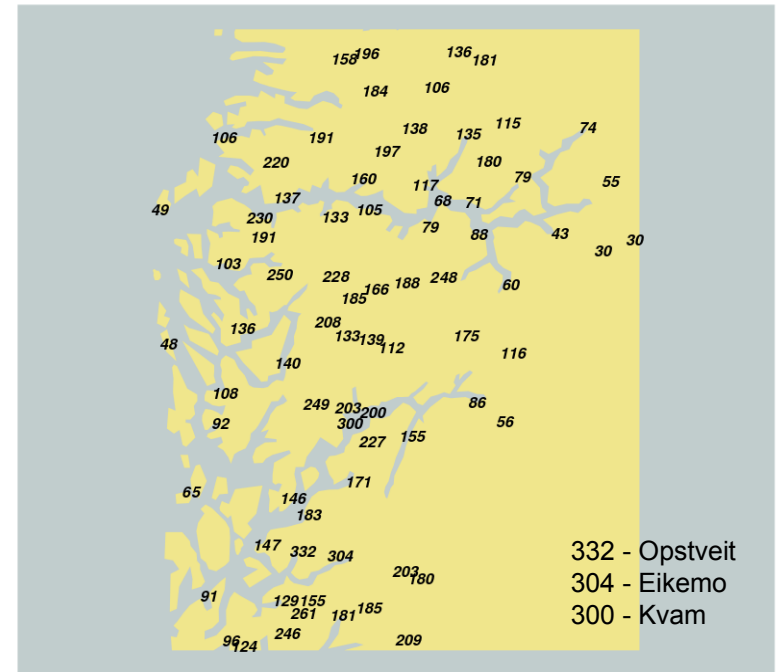 158 196 136 181
184 106
106 191 138 135 115 74
220 197 180
160 117 79 55
49 137 105 68 71
230 133 79 88 43
191 30 30
103 250 228 166 188 248 60
185
136 208
48 133 139 112 175 116
140
108 249 203 200 86
92 300 56
227 155
65 146 171
183
147 332 304
203 180
91 129 155
261 181 185
246 96 124 209
332 - Opstveit
304 - Eikemo
300 - Kvam